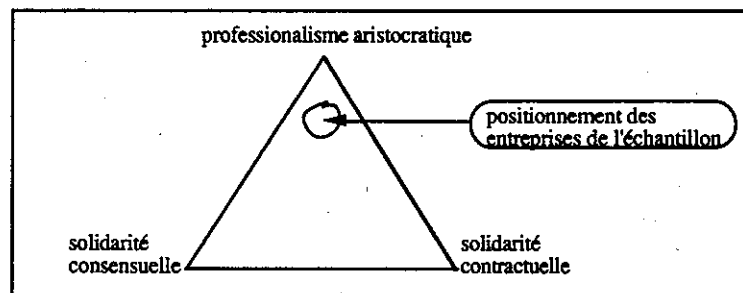 professionalisme aristocratique
positionnement des
entreprises de l'échantillon
solidarité
consensuelle
solidarité
contractuelle